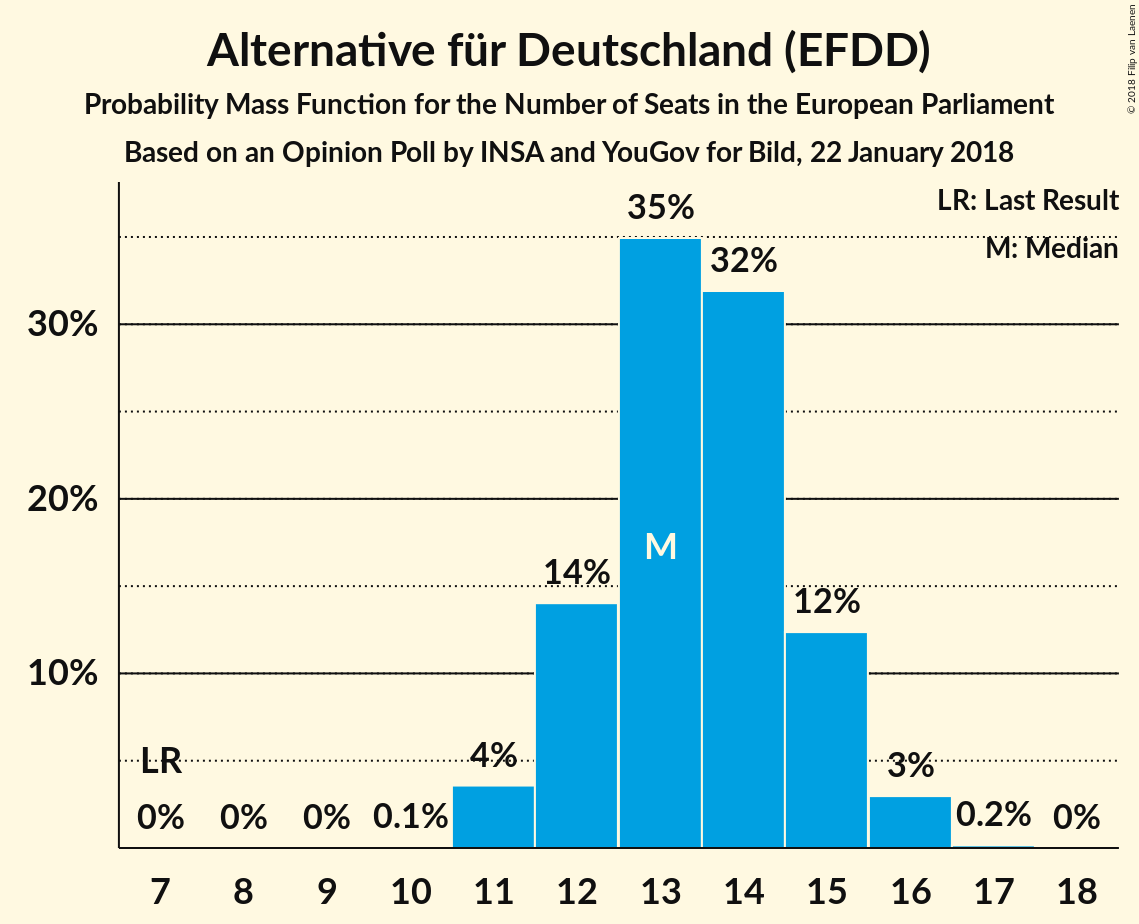 Alternative für Deutschland (EFDD)
Probability Mass Function for the Number of Seats in the European Parliament
Based on an Opinion Poll by INSA and YouGov for Bild, 22 January 2018
© 2018 Filip van Laenen
LR: Last Result
M: Median
35%
32%
30%
20%
M
14%
12%
10%
LR
4%
3%
0% 0% 0% 0.1% 0.2% 0%
7 8 9 10 11 12 13 14 15 16 17 18